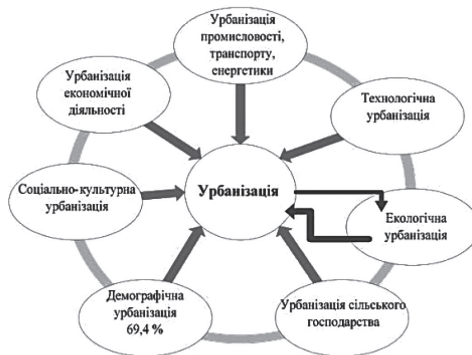 Урбанізація
промисловості,
транспорту,
енергетики
Урбанізація
економічної
діяльності
Технологічна
урбанізація
Соціально-культурна
урбанізація
Урбанізація
Екологічна
урбанізація
Демографічна
урбанізація
69,4 %
Урбанізація сільського
господарства